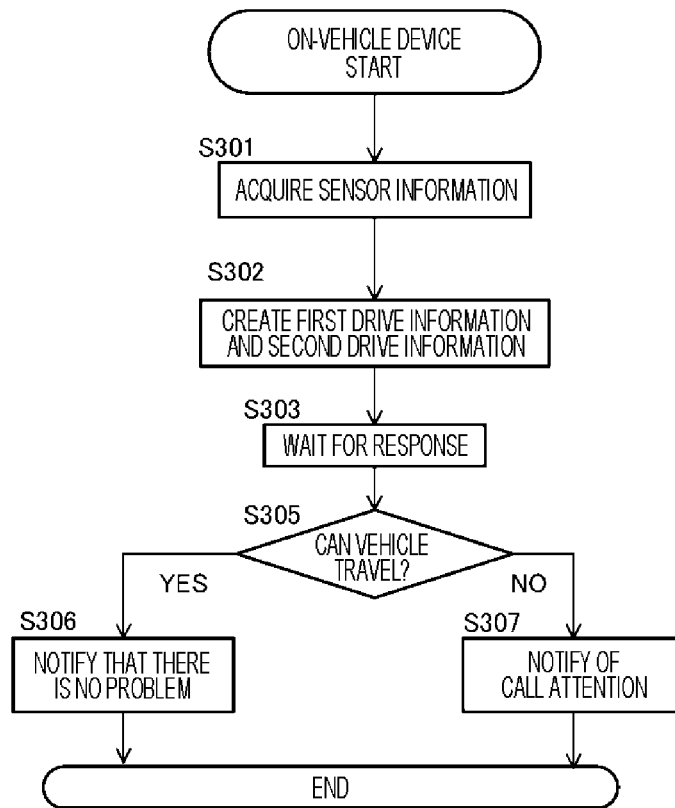 ON-VEHICLE DEVICE
START
S301
ACQUIRE SENSOR INFORMATION
S302
CREATE FIRST DRIVE INFORMATION
AND SECOND DRIVE INFORMATION
S303
WAIT FOR RESPONSE
S305
CAN VEHICLE
TRAVEL?
YES
NO
S306
NOTIFY THAT THERE
IS NO PROBLEM
S307
NOTIFY OF
CALL ATTENTION
END